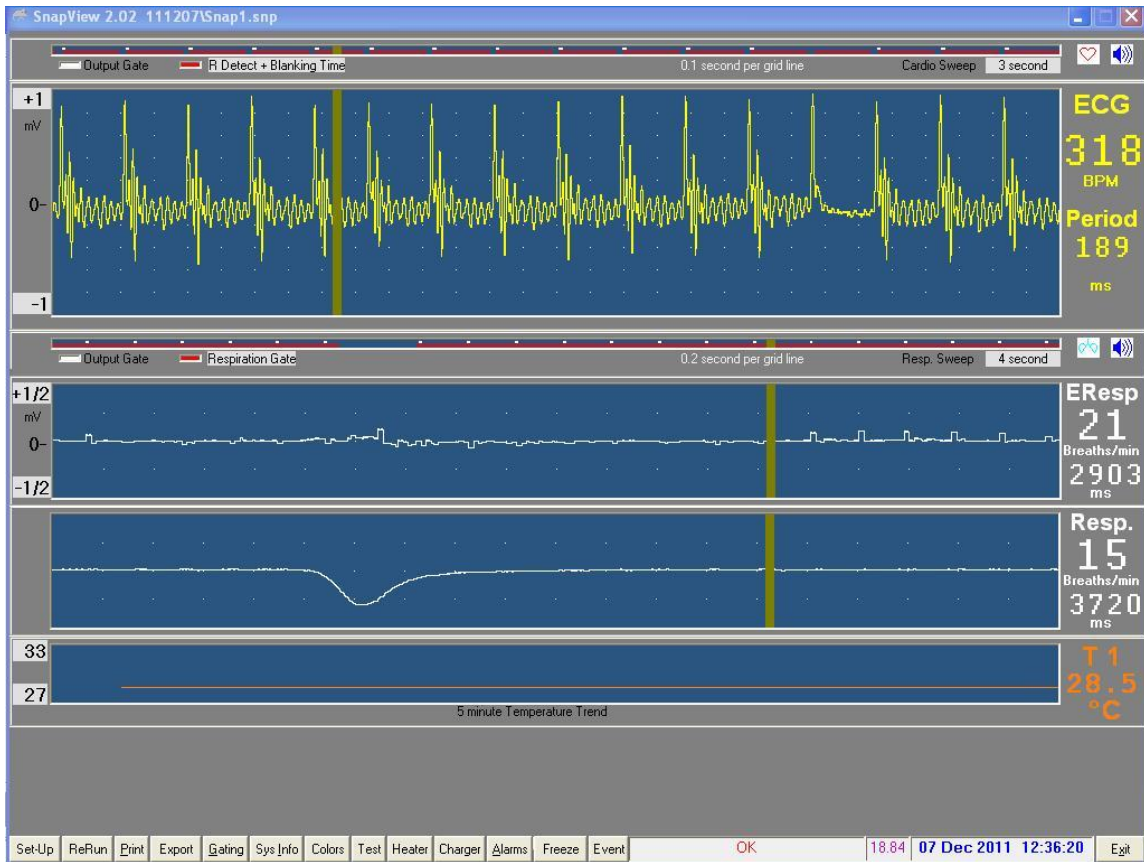 SnapView 2.02 111207\Snap1.snp
Output Gate R Detect + Blanking Time 0.1 second per grid line Cardio Sweep 3 second
+1
mV
0-
-1
ECG
318
BPM
Period
189
ms
Output Gate Respiration Gate 0.2 second per grid line Resp. Sweep 4 second
+1/2
mV
0-
-1/2
EResp
21
Breaths/min
2903
ms
Resp.
15
Breaths/min
3720
ms
33
27
5 minute Temperature Trend
T 1
28.5
°C
Set-Up ReRun Print Export Gating Sys Info Colors Test Heater Charger Alarms Freeze Event OK 18.84 07 Dec 2011 12:36:20 Exit